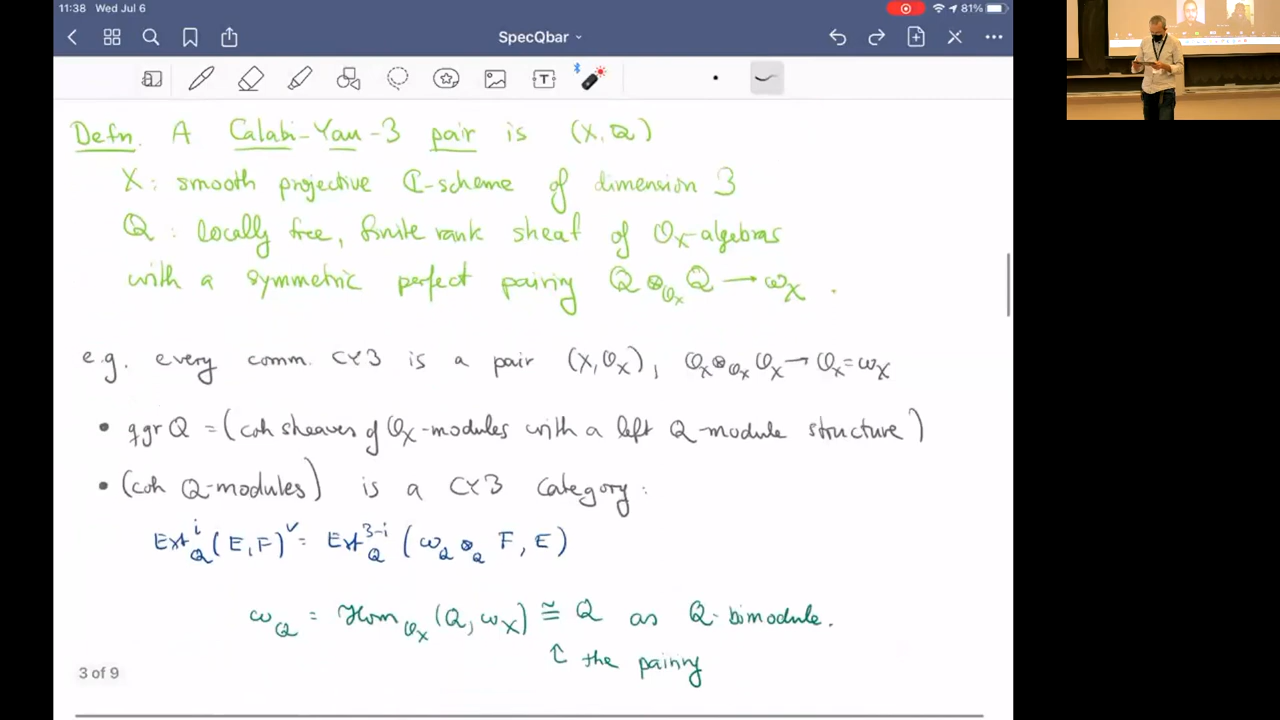 11:38 Wed Jul 6
81%
SpecQbar
Defn. A Calabi-Yau-3 pair is (X, Q)
X: smooth projective ℂ-scheme of dimension 3
Q: locally free, finite rank sheaf of O_X-algebras
with a symmetric perfect pairing Q ⊗_{O_X} Q → ω_X .
e.g. every comm. CY3 is a pair (X, O_X), O_X ⊗_{O_X} O_X → O_X = ω_X
• qgr Q = (coh sheaves of O_X-modules with a left Q-module structure)
• (coh Q-modules) is a CY3 category:
Ext^i_Q (E, F)^∨ = Ext^{3-i}_Q (ω_Q ⊗_Q F, E)
ω_Q = Hom_{O_X} (Q, ω_X) ≅ Q as Q-bimodule.
↑ the pairing
3 of 9